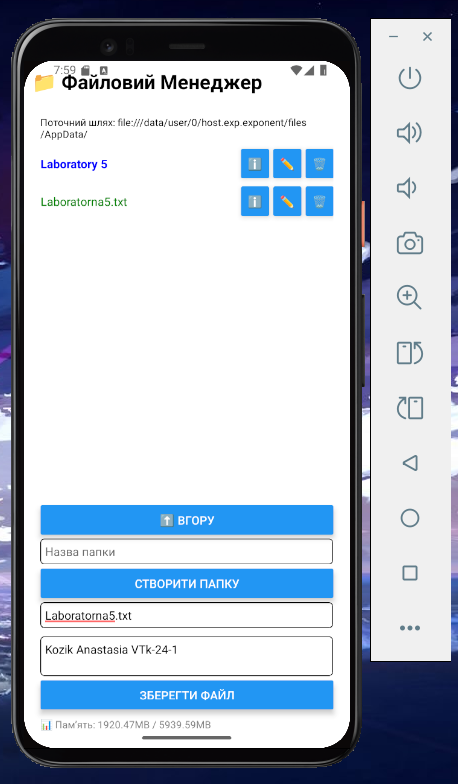 7:59
📁 Файловий Менеджер
Поточний шлях: file:///data/user/0/host.exp.exponent/files
/AppData/
Laboratory 5
Laboratorna5.txt
⬆️ ВГОРУ
Назва папки
СТВОРИТИ ПАПКУ
Laboratorna5.txt
Kozik Anastasia VTk-24-1
ЗБЕРЕГТИ ФАЙЛ
📊 Пам'ять: 1920.47MB / 5939.59MB